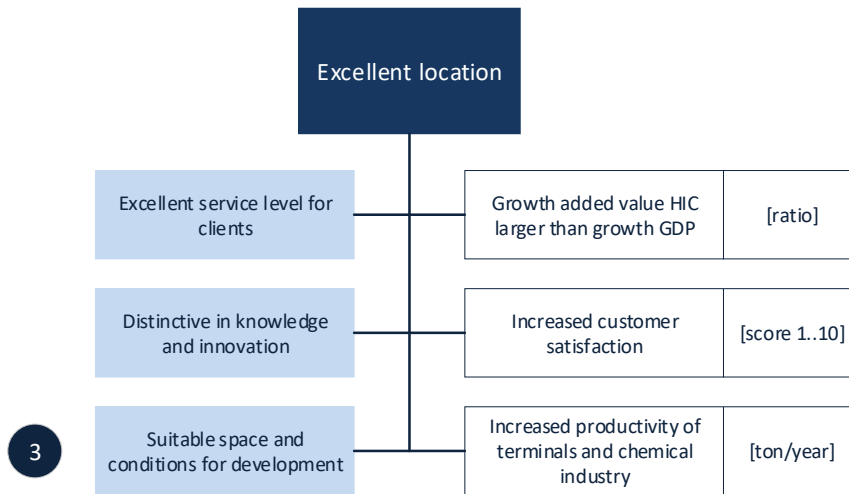 Excellent location
Excellent service level for
clients
Growth added value HIC
larger than growth GDP
[ratio]
Distinctive in knowledge
and innovation
Increased customer
satisfaction
[score 1..10]
3
Suitable space and
conditions for development
Increased productivity of
terminals and chemical
industry
[ton/year]